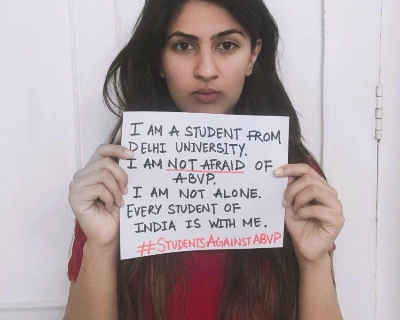 I AM A STUDENT FROM
DELHI UNIVERSITY.
I AM NOT AFRAID OF
ABVP.
I AM NOT ALONE.
EVERY STUDENT OF
INDIA IS WITH ME.
#STUDENTSAGAINSTABVP